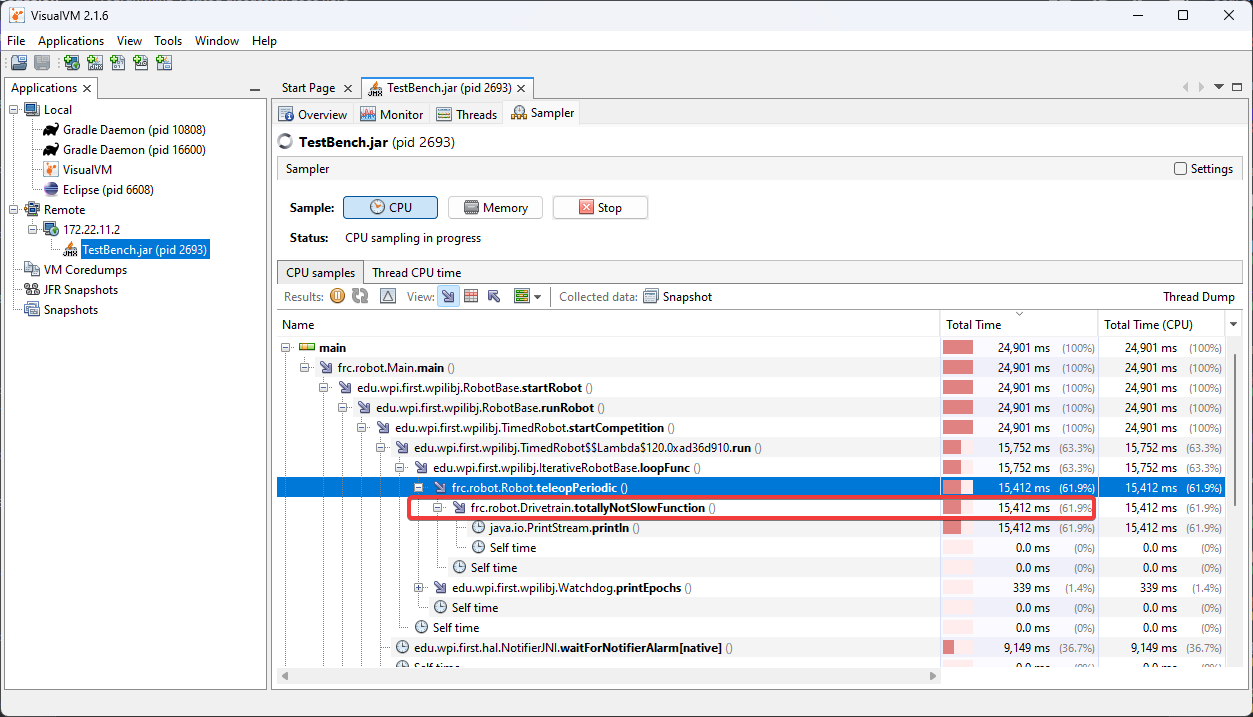 VisualVM 2.1.6
File Applications View Tools Window Help
Applications
Start Page
TestBench.jar (pid 2693)
Local
Gradle Daemon (pid 10808)
Gradle Daemon (pid 16600)
VisualVM
Eclipse (pid 6608)
Remote
172.22.11.2
TestBench.jar (pid 2693)
VM Coredumps
JFR Snapshots
Snapshots
Overview Monitor Threads Sampler
TestBench.jar (pid 2693)
Sampler Settings
Sample: CPU Memory Stop
Status: CPU sampling in progress
CPU samples Thread CPU time
Results: View: Collected data: Snapshot Thread Dump
Name Total Time Total Time (CPU)
main 24,901 ms (100%) 24,901 ms (100%)
frc.robot.Main.main () 24,901 ms (100%) 24,901 ms (100%)
edu.wpi.first.wpilibj.RobotBase.startRobot () 24,901 ms (100%) 24,901 ms (100%)
edu.wpi.first.wpilibj.RobotBase.runRobot () 24,901 ms (100%) 24,901 ms (100%)
edu.wpi.first.wpilibj.TimedRobot.startCompetition () 24,901 ms (100%) 24,901 ms (100%)
edu.wpi.first.wpilibj.TimedRobot$$Lambda$120.0xad36d910.run () 15,752 ms (63.3%) 15,752 ms (63.3%)
edu.wpi.first.wpilibj.IterativeRobotBase.loopFunc () 15,752 ms (63.3%) 15,752 ms (63.3%)
frc.robot.Robot.teleopPeriodic () 15,412 ms (61.9%) 15,412 ms (61.9%)
frc.robot.Drivetrain.totallyNotSlowFunction () 15,412 ms (61.9% 15,412 ms (61.9%)
java.io.PrintStream.println () 15,412 ms (61.9%) 15,412 ms (61.9%)
Self time 0.0 ms (0%) 0.0 ms (0%)
Self time 0.0 ms (0%) 0.0 ms (0%)
edu.wpi.first.wpilibj.Watchdog.printEpochs () 339 ms (1.4%) 339 ms (1.4%)
Self time 0.0 ms (0%) 0.0 ms (0%)
Self time 0.0 ms (0%) 0.0 ms (0%)
edu.wpi.first.hal.NotifierJNI.waitForNotifierAlarm[native] () 9,149 ms (36.7%) 9,149 ms (36.7%)
Self time 0.0 ms (0%) 0.0 ms (0%)